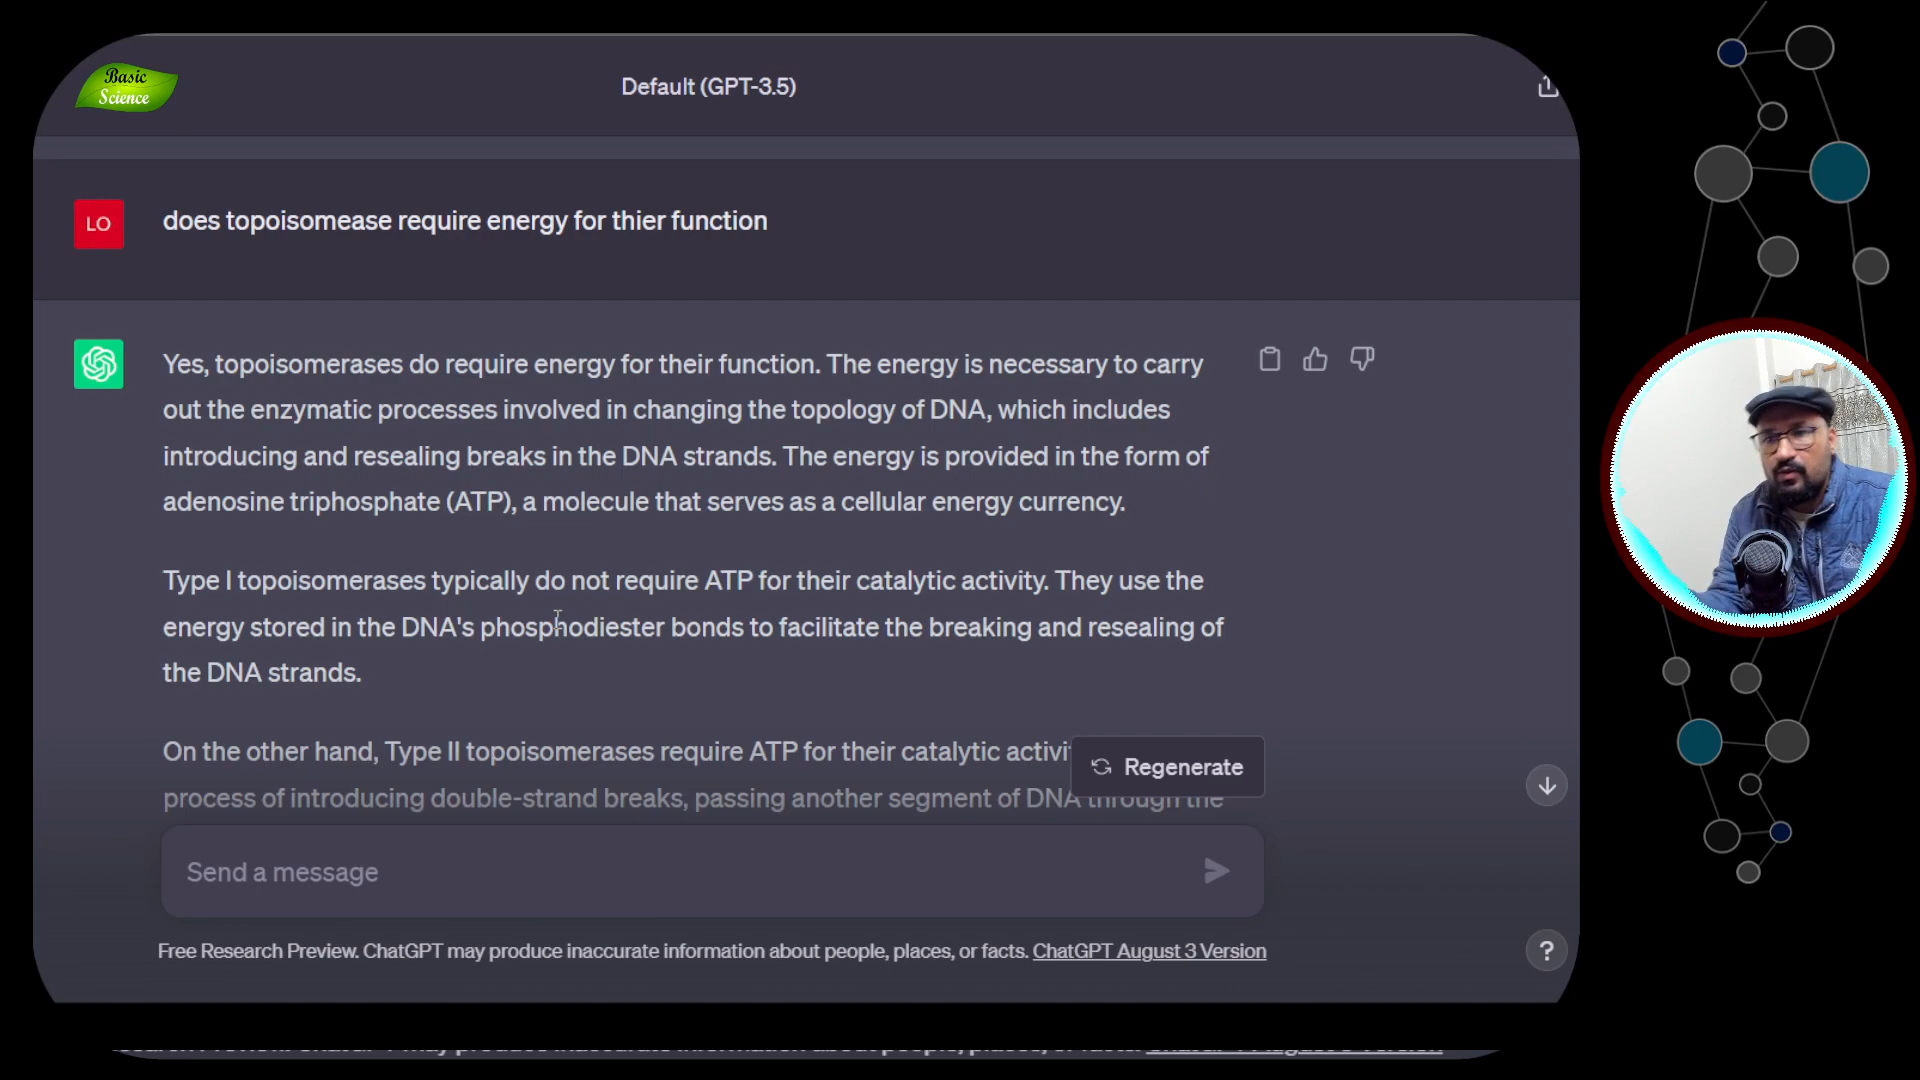 Basic
Science
Default (GPT-3.5)
LO
does topoisomease require energy for thier function
Yes, topoisomerases do require energy for their function. The energy is necessary to carry
out the enzymatic processes involved in changing the topology of DNA, which includes
introducing and resealing breaks in the DNA strands. The energy is provided in the form of
adenosine triphosphate (ATP), a molecule that serves as a cellular energy currency.
Type I topoisomerases typically do not require ATP for their catalytic activity. They use the
energy stored in the DNA's phosphodiester bonds to facilitate the breaking and resealing of
the DNA strands.
On the other hand, Type II topoisomerases require ATP for their catalytic
process of introducing double-strand breaks, passing another segment of DNA through the
Regenerate
Send a message
Free Research Preview. ChatGPT may produce inaccurate information about people, places, or facts. ChatGPT August 3 Version
?